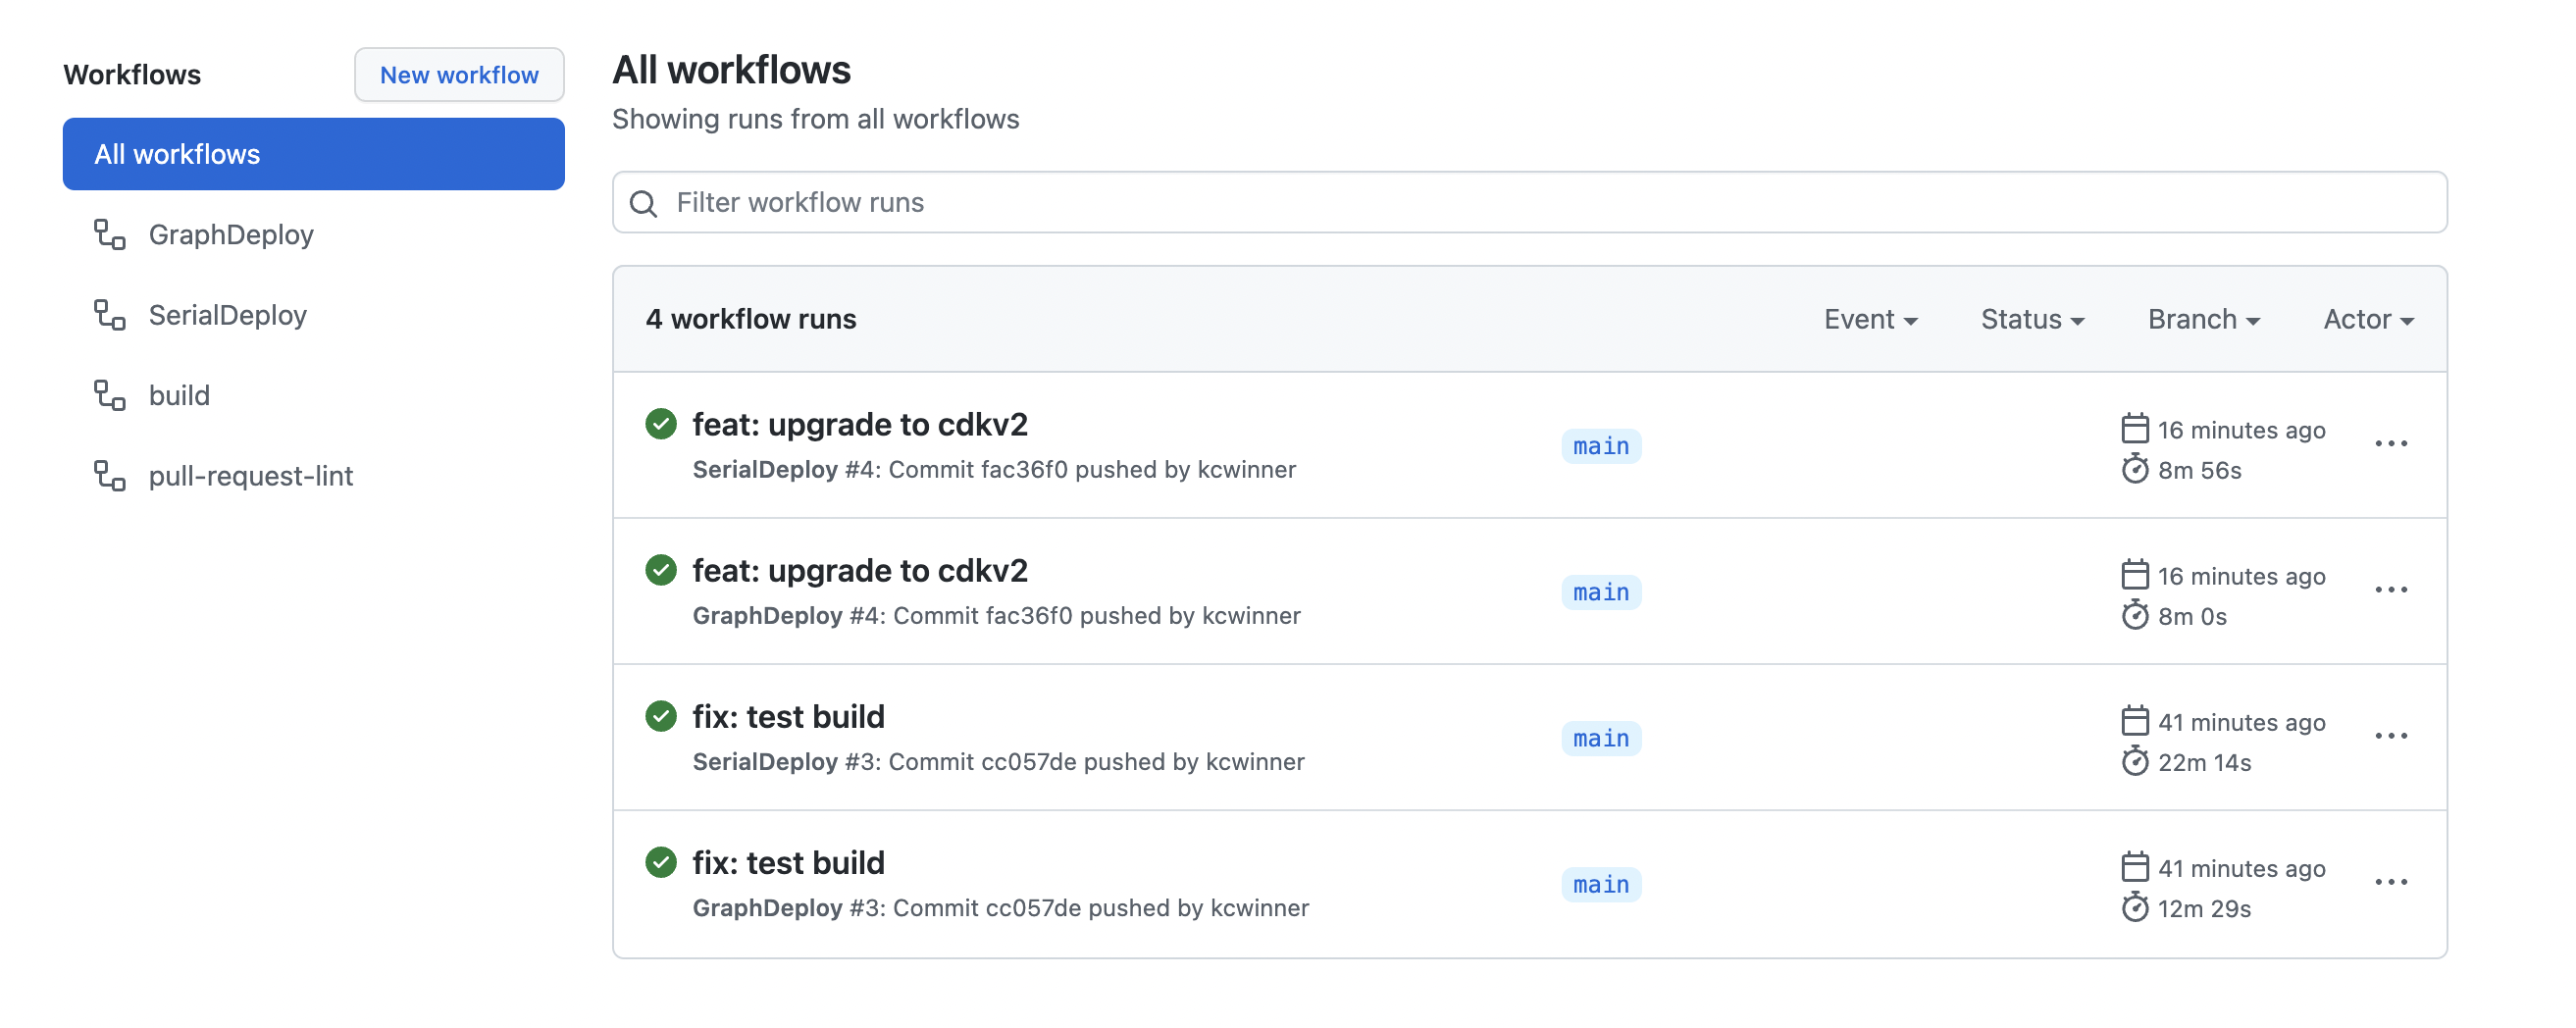 Workflows
New workflow
All workflows
GraphDeploy
SerialDeploy
build
pull-request-lint
All workflows
Showing runs from all workflows
Filter workflow runs
4 workflow runs
Event
Status
Branch
Actor
feat: upgrade to cdkv2
SerialDeploy #4: Commit fac36f0 pushed by kcwinner
main
16 minutes ago
8m 56s
feat: upgrade to cdkv2
GraphDeploy #4: Commit fac36f0 pushed by kcwinner
main
16 minutes ago
8m 0s
fix: test build
SerialDeploy #3: Commit cc057de pushed by kcwinner
main
41 minutes ago
22m 14s
fix: test build
GraphDeploy #3: Commit cc057de pushed by kcwinner
main
41 minutes ago
12m 29s